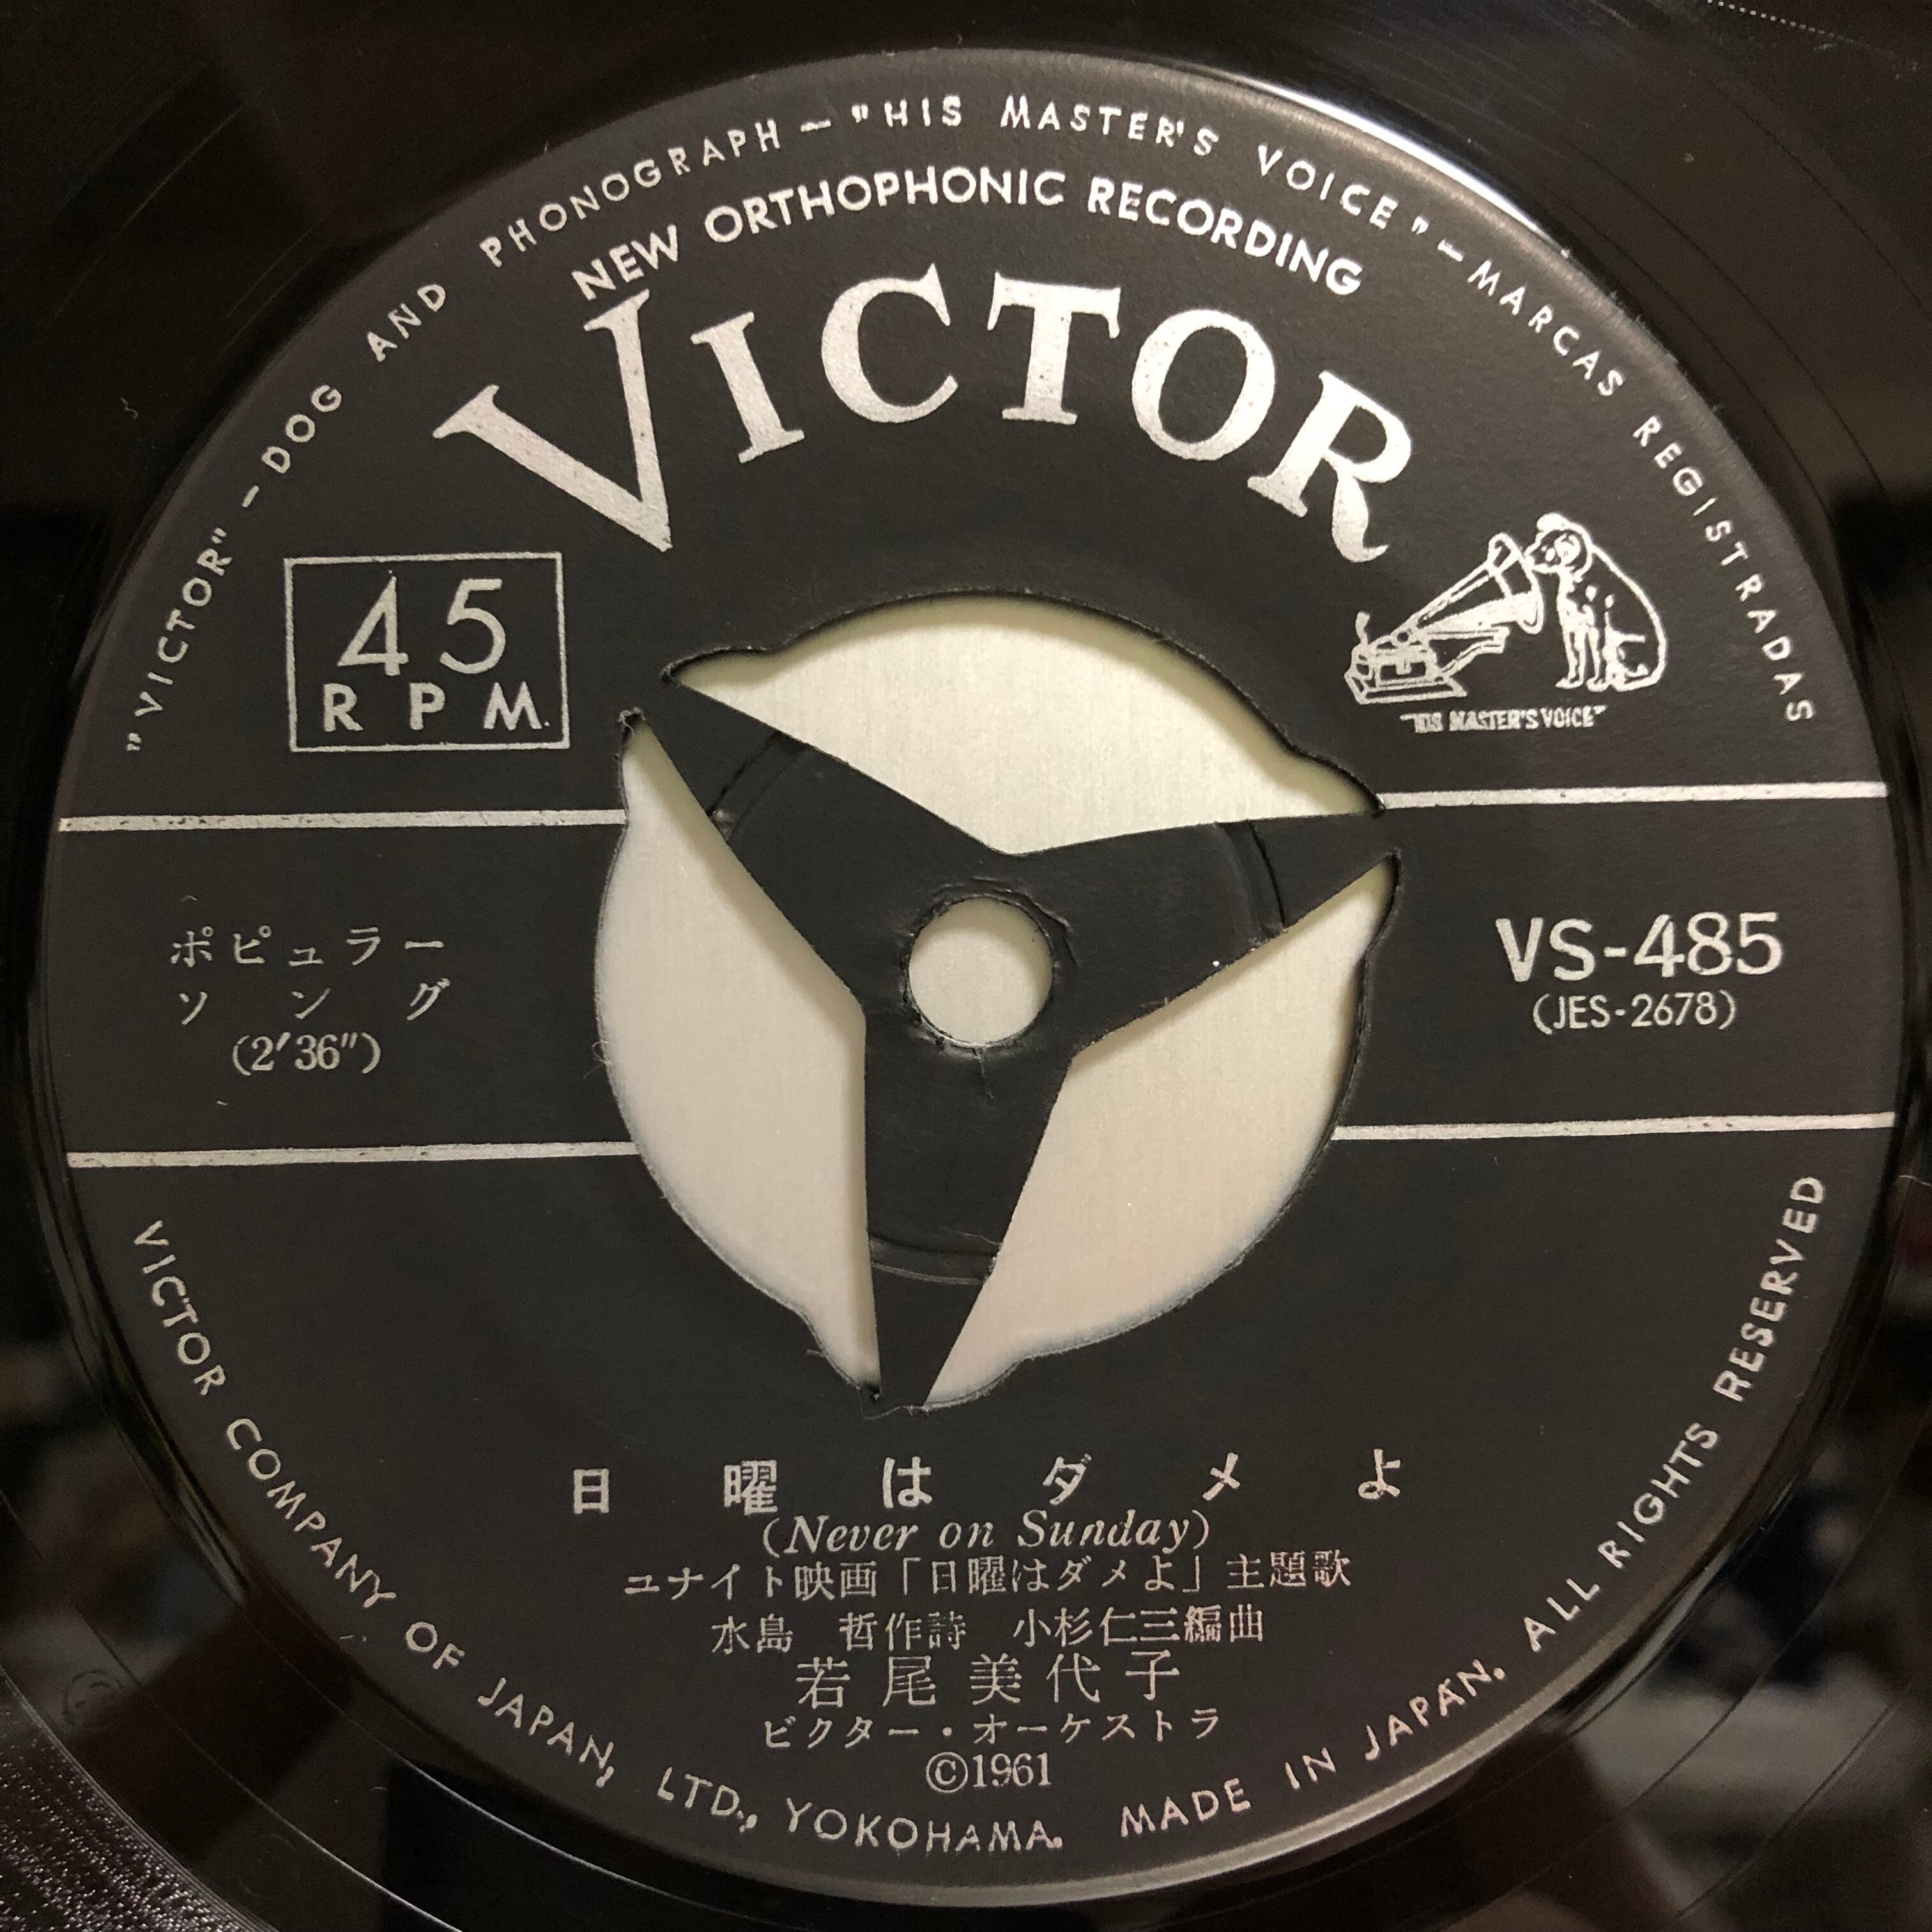 "VICTOR" - DOG AND PHONOGRAPH - "HIS MASTER'S VOICE" - MARCAS REGISTRADAS
NEW ORTHOPHONIC RECORDING
VICTOR
45
RPM.
"HIS MASTER'S VOICE"
ポピュラー
ソング
(2′36″)
VS-485
(JES-2678)
日曜はダメよ
(Never on Sunday)
ユナイト映画「日曜はダメよ」主題歌
水島 哲作詩 小杉仁三編曲
若尾美代子
ビクター・オーケストラ
©1961
VICTOR COMPANY OF JAPAN, LTD., YOKOHAMA. MADE IN JAPAN. ALL RIGHTS RESERVED